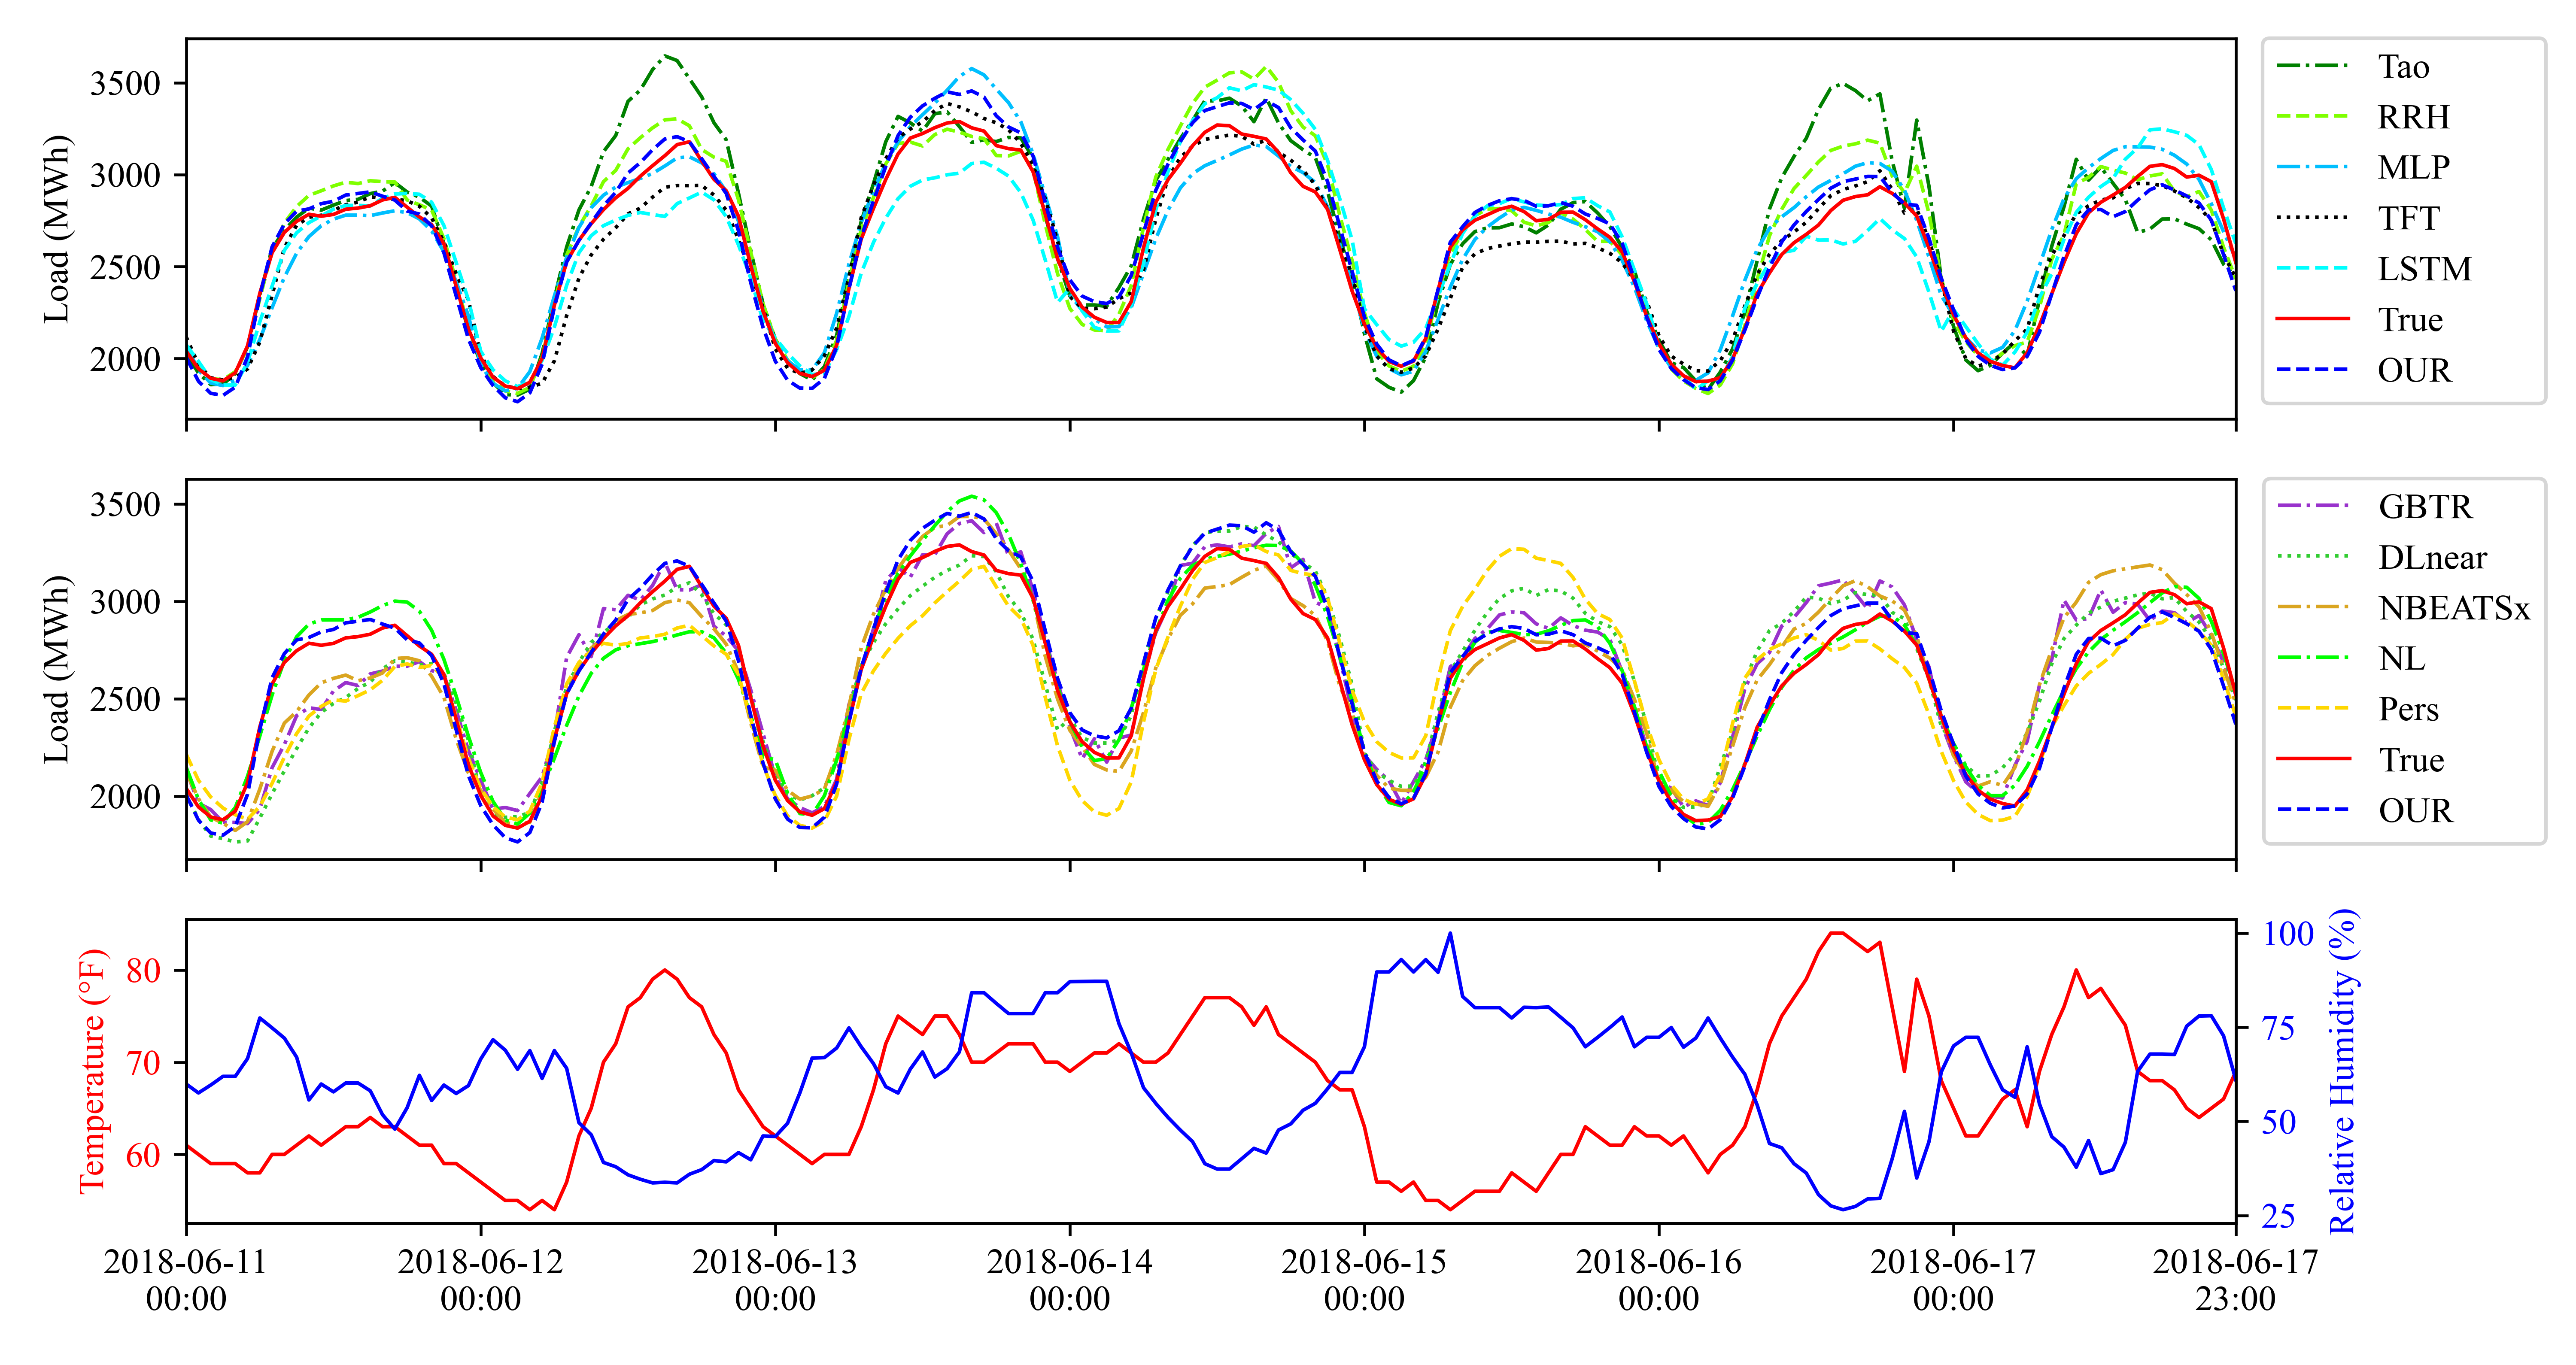 Load (MWh)
3500
3000
2500
2000
Tao
RRH
MLP
TFT
LSTM
True
OUR
Load (MWh)
3500
3000
2500
2000
GBTR
DLnear
NBEATSx
NL
Pers
True
OUR
Temperature (°F)
80
70
60
100
75
50
25
Relative Humidity (%)
2018-06-11
00:00
2018-06-12
00:00
2018-06-13
00:00
2018-06-14
00:00
2018-06-15
00:00
2018-06-16
00:00
2018-06-17
00:00
2018-06-17
23:00